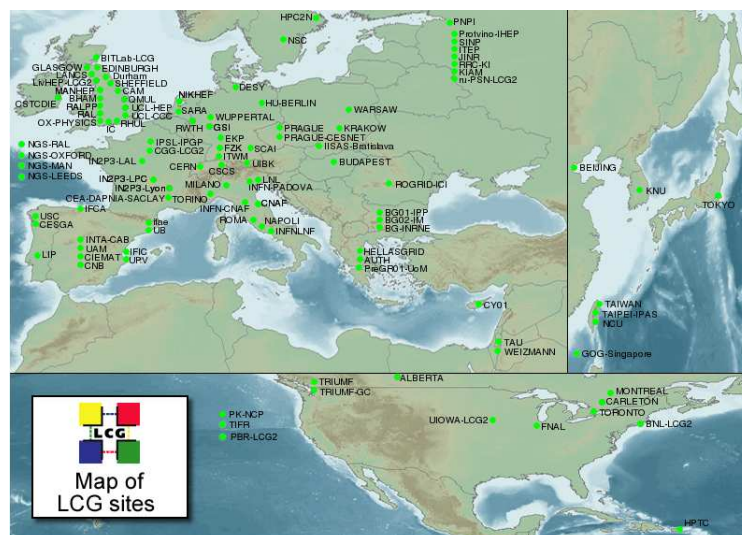 HPC2N
NSC
PNPI
Protvino-IHEP
SINP
ITEP
JINR
RRC-KI
KIAM
ru-PSN-LCG2
BITLab-LCG
GLASGOW
EDINBURGH
LANCS
Durham
LivHEP-LCG2
SHEFFIELD
MANHEP
CAM
CSTCDIE
BHAM
QMUL
RALPP
UCL-HEP
RAL
UCL-CCC
OX-PHYSICS
IC
RHUL
NIKHEF
SARA
DESY
HU-BERLIN
WARSAW
RWTH
WUPPERTAL
GSI
PRAGUE
KRAKOW
PRAGUE-CESNET
IISAS-Bratislava
NGS-RAL
NGS-OXFORD
NGS-MAN
NGS-LEEDS
IPSL-IPGP
CGG-LCG2
IN2P3-LAL
EKP
FZK
SCAI
ITWM
CERN
UIBK
CSCS
BUDAPEST
IN2P3-LPC
IN2P3-Lyon
MILANO
LNL
INFN-PADOVA
ROGRID-ICI
CEA-DAPNIA-SACLAY
TORINO
IFCA
INFN-CNAF
CNAF
USC
CESGA
Ifae
UB
ROMA
NAPOLI
INFNLNF
BG01-IPP
BG02-IM
BG-INRNE
INTA-CAB
UAM
IFIC
LIP
CIEMAT
UPV
CNB
HELLASGRID
AUTH
PreGR01-UoM
CY01
TAU
WEIZMANN
BEIJING
KNU
TOKYO
TAIWAN
TAIPEI-IPAS
NCU
GOG-Singapore
TRIUMF
TRIUMF-GC
ALBERTA
MONTREAL
CARLETON
TORONTO
PK-NCP
TIFR
PBR-LCG2
UIOWA-LCG2
FNAL
BNL-LCG2
HPTC
LCG
Map of
LCG sites